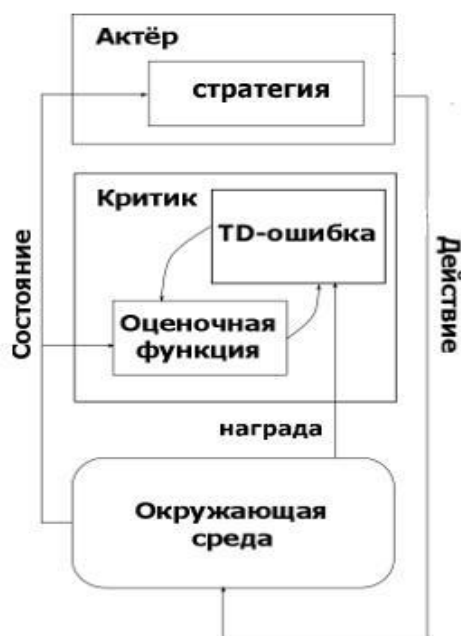 Актёр
стратегия
Критик
TD-ошибка
Оценочная
функция
Состояние
Действие
награда
Окружающая
среда